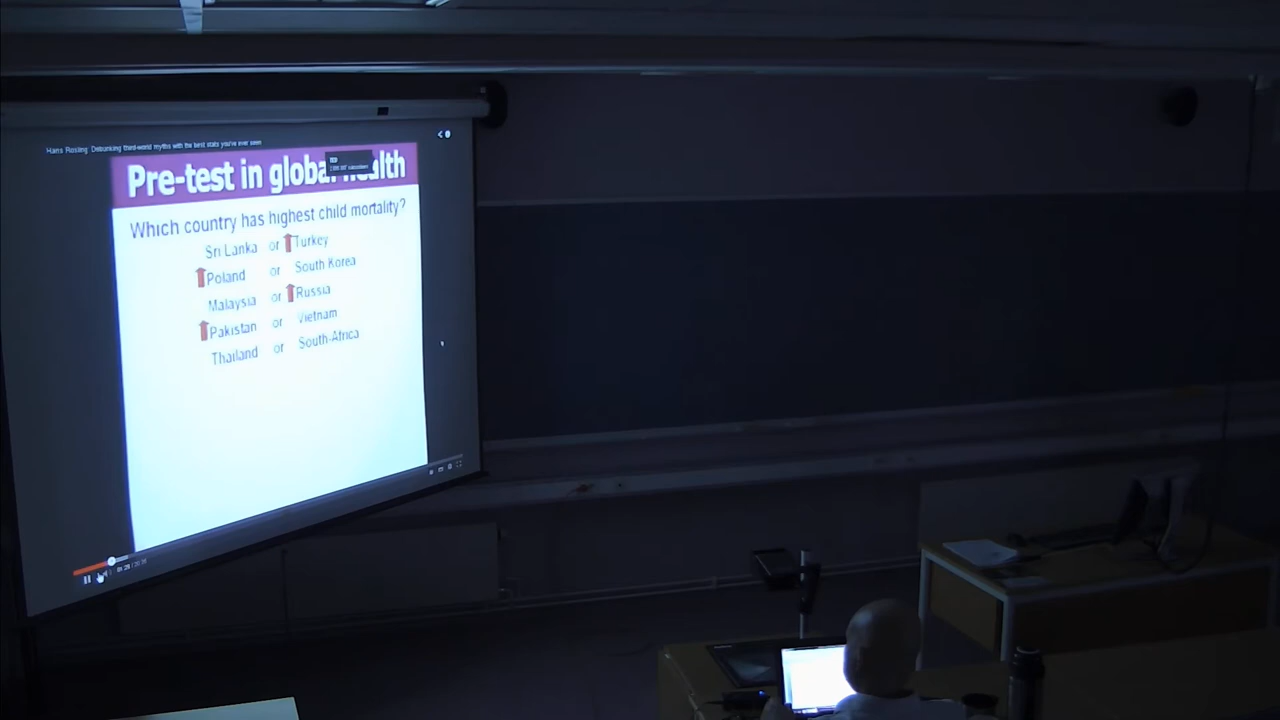 Hans Rosling: Debunking third-world myths with the best stats you've ever seen
TED
Pre-test in global health
Which country has highest child mortality?
Sri Lanka or Turkey
Poland or South Korea
Malaysia or Russia
Pakistan or Vietnam
Thailand or South-Africa